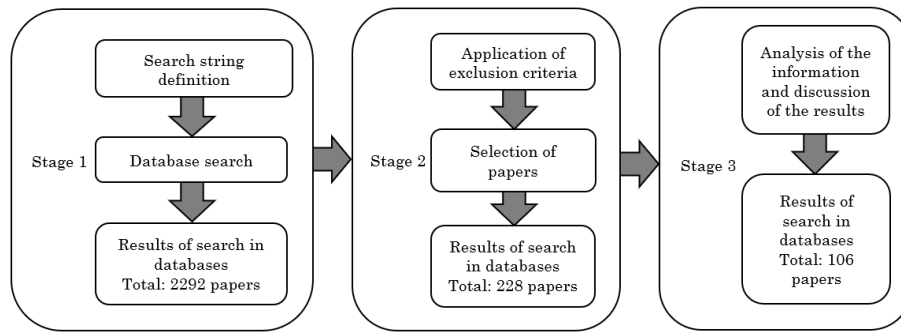 Stage 1
Search string
definition
Database search
Results of search in
databases
Total: 2292 papers
Stage 2
Application of
exclusion criteria
Selection of
papers
Results of search
in databases
Total: 228 papers
Stage 3
Analysis of the
information
and discussion
of the results
Results of
search in
databases
Total: 106
papers